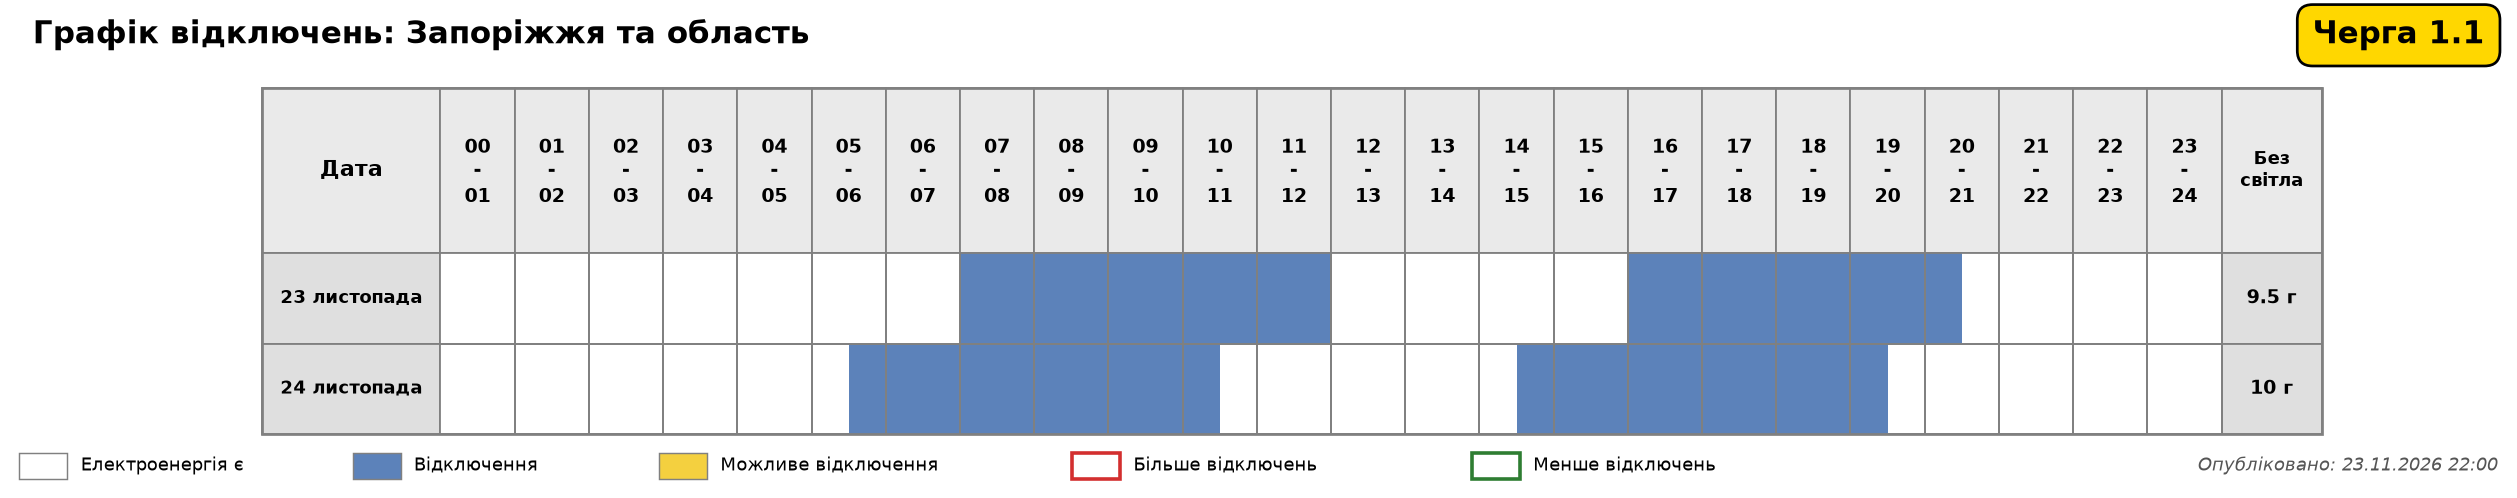 Графік відключень: Запоріжжя та область
Черга 1.1
Дата
00 - 01
01 - 02
02 - 03
03 - 04
04 - 05
05 - 06
06 - 07
07 - 08
08 - 09
09 - 10
10 - 11
11 - 12
12 - 13
13 - 14
14 - 15
15 - 16
16 - 17
17 - 18
18 - 19
19 - 20
20 - 21
21 - 22
22 - 23
23 - 24
Без
світла
23 листопада
9.5 г
24 листопада
10 г
Електроенергія є
Відключення
Можливе відключення
Більше відключень
Менше відключень
Опубліковано: 23.11.2026 22:00